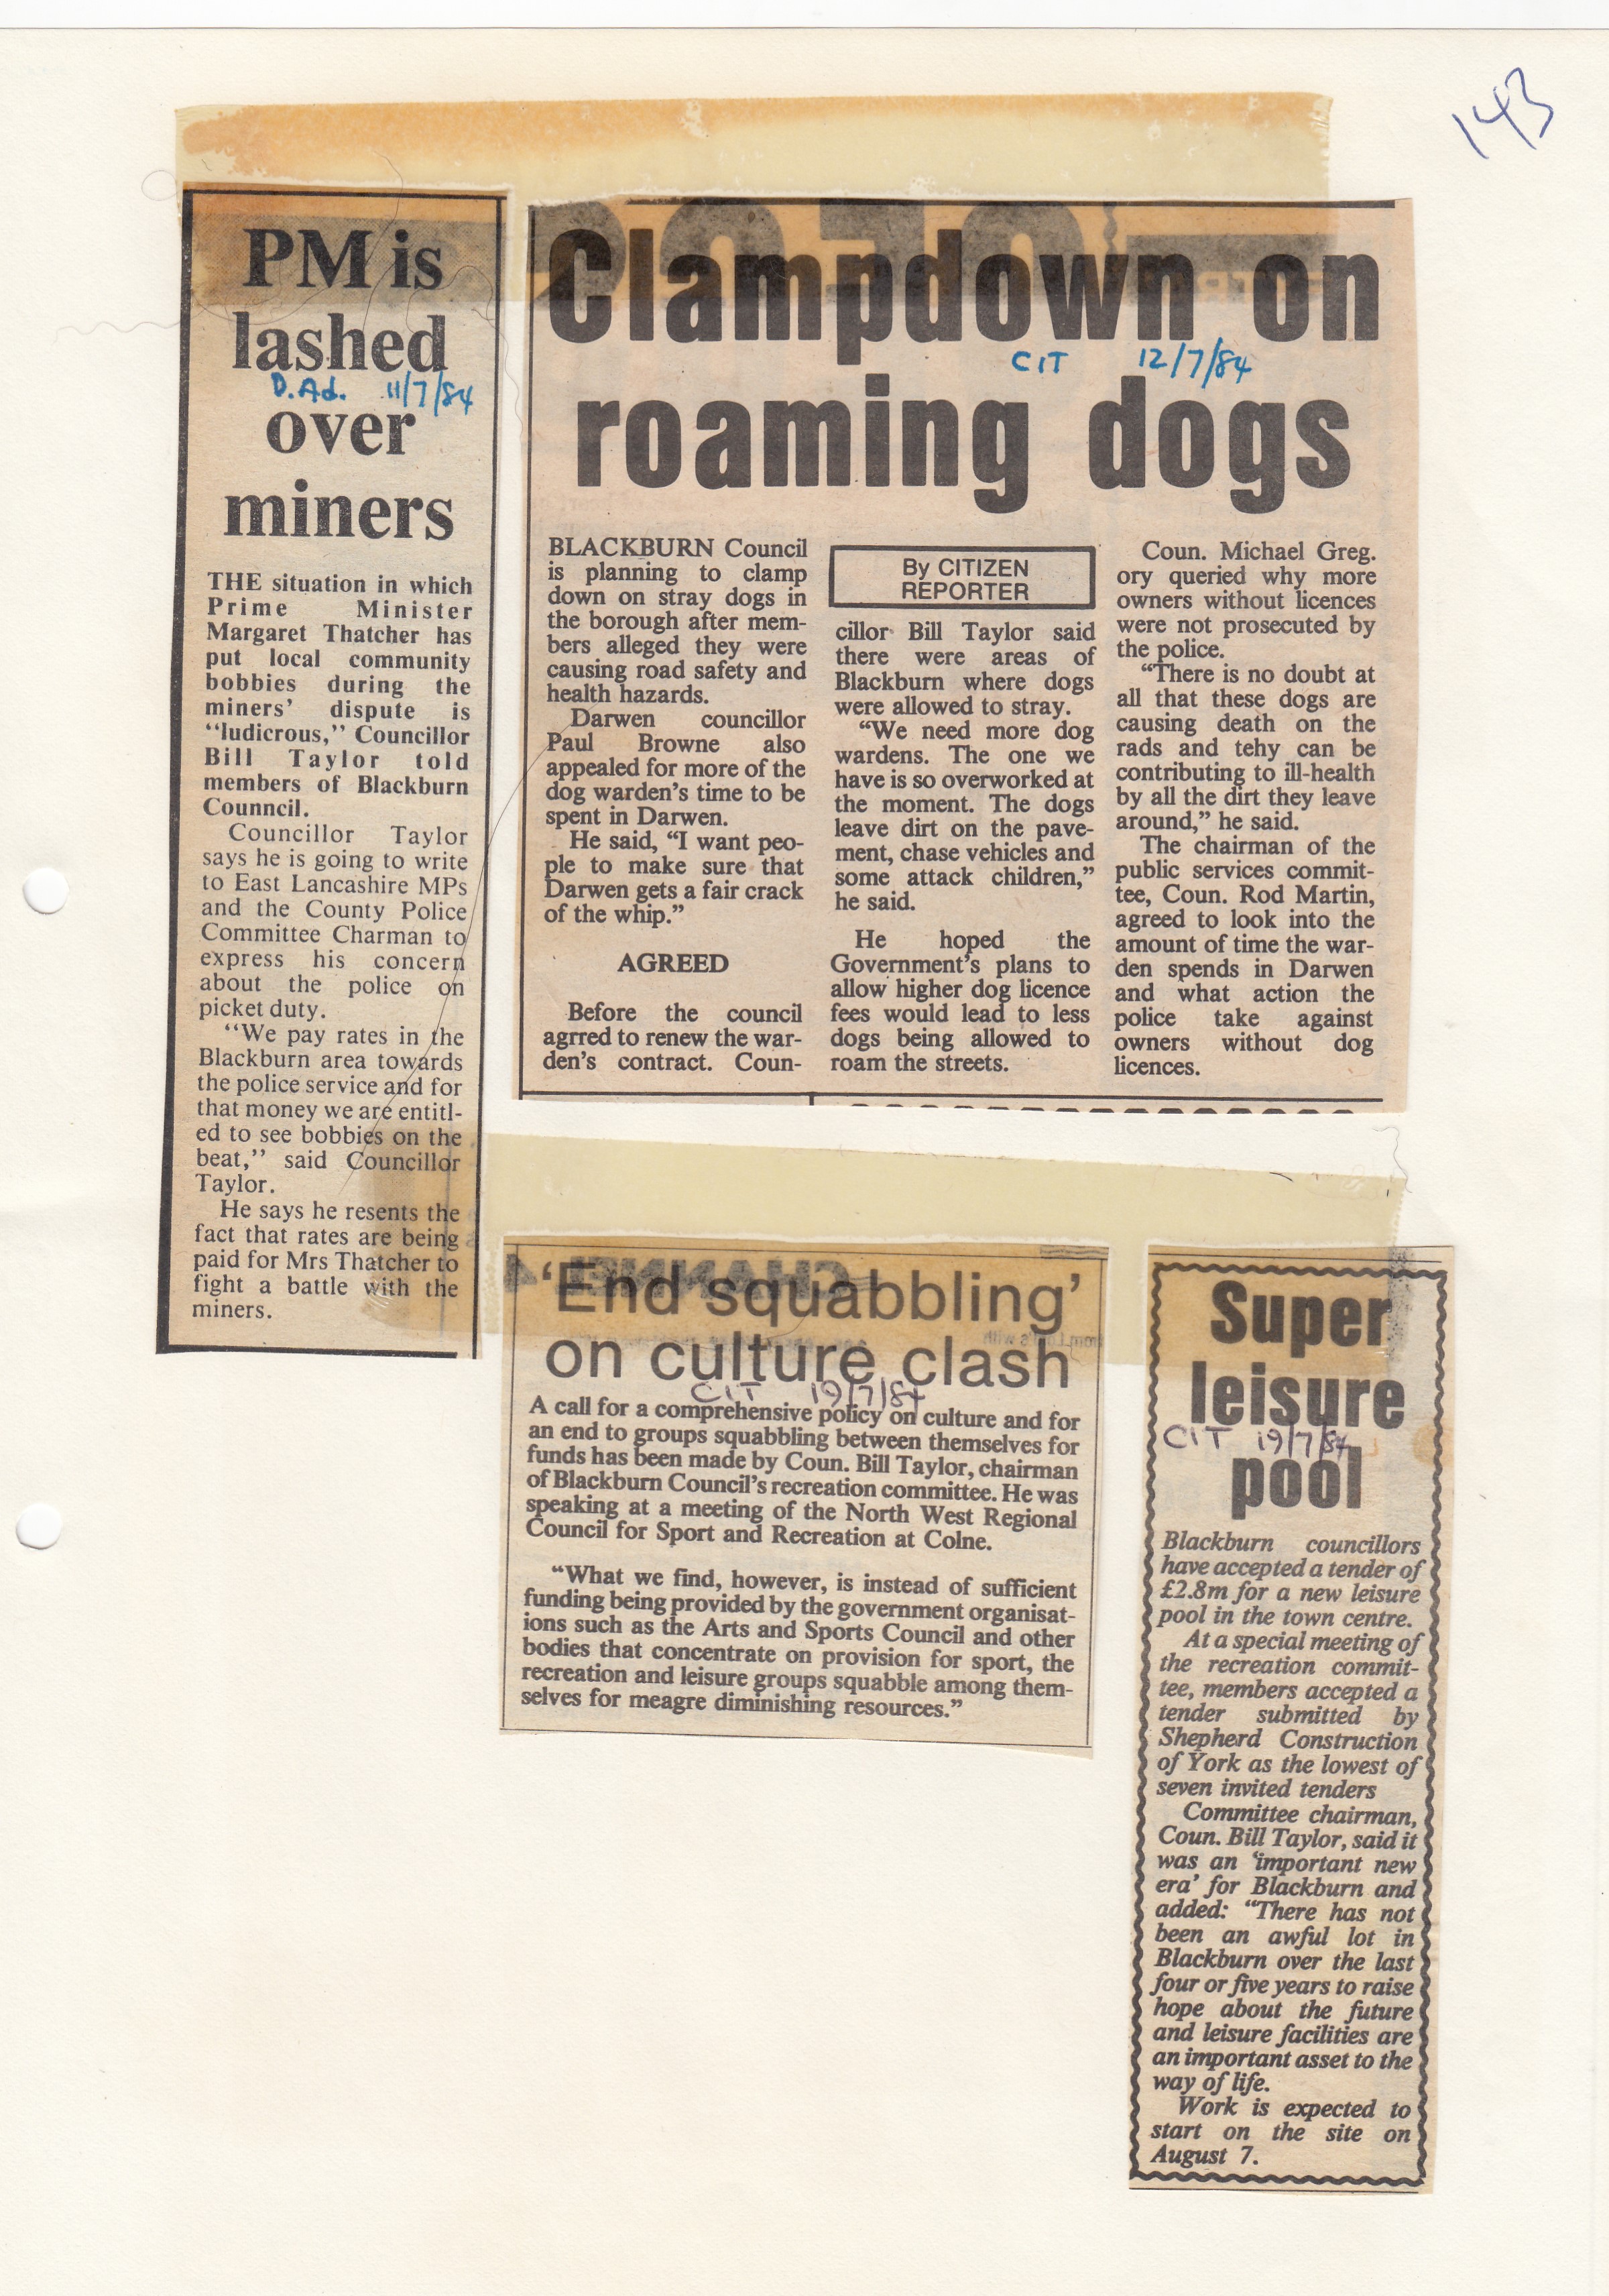 143
PM is
lashed
D.Ad. 11/7/84
over
miners
THE situation in which
Prime Minister
Margaret Thatcher has
put local community
bobbies during the
miners' dispute is
"ludicrous," Councillor
Bill Taylor told
members of Blackburn
Counncil.
Councillor Taylor
says he is going to write
to East Lancashire MPs
and the County Police
Committee Charman to
express his concern
about the police on
picket duty.
"We pay rates in the
Blackburn area towards
the police service and for
that money we are entitl-
ed to see bobbies on the
beat," said Councillor
Taylor.
He says he resents the
fact that rates are being
paid for Mrs Thatcher to
fight a battle with the
miners.
Clampdown on
CIT 12/7/84
roaming dogs
BLACKBURN Council
is planning to clamp
down on stray dogs in
the borough after mem-
bers alleged they were
causing road safety and
health hazards.
Darwen councillor
Paul Browne also
appealed for more of the
dog warden's time to be
spent in Darwen.
He said, "I want peo-
ple to make sure that
Darwen gets a fair crack
of the whip."
AGREED
Before the council
agrred to renew the war-
den's contract. Coun-
By CITIZEN
REPORTER
cillor Bill Taylor said
there were areas of
Blackburn where dogs
were allowed to stray.
"We need more dog
wardens. The one we
have is so overworked at
the moment. The dogs
leave dirt on the pave-
ment, chase vehicles and
some attack children,"
he said.
He hoped the
Government's plans to
allow higher dog licence
fees would lead to less
dogs being allowed to
roam the streets.
Coun. Michael Greg.
ory queried why more
owners without licences
were not prosecuted by
the police.
"There is no doubt at
all that these dogs are
causing death on the
rads and tehy can be
contributing to ill-health
by all the dirt they leave
around," he said.
The chairman of the
public services commit-
tee, Coun. Rod Martin,
agreed to look into the
amount of time the war-
den spends in Darwen
and what action the
police take against
owners without dog
licences.
'End squabbling'
on culture clash
CIT 19/7/84
A call for a comprehensive policy on culture and for
an end to groups squabbling between themselves for
funds has been made by Coun. Bill Taylor, chairman
of Blackburn Council's recreation committee. He was
speaking at a meeting of the North West Regional
Council for Sport and Recreation at Colne.
"What we find, however, is instead of sufficient
funding being provided by the government organisat-
ions such as the Arts and Sports Council and other
bodies that concentrate on provision for sport, the
recreation and leisure groups squabble among them-
selves for meagre diminishing resources."
Super
leisure
CIT 19/7/84
pool
Blackburn councillors
have accepted a tender of
£2.8m for a new leisure
pool in the town centre.
At a special meeting of
the recreation commit-
tee, members accepted a
tender submitted by
Shepherd Construction
of York as the lowest of
seven invited tenders
Committee chairman,
Coun. Bill Taylor, said it
was an 'important new
era' for Blackburn and
added: "There has not
been an awful lot in
Blackburn over the last
four or five years to raise
hope about the future
and leisure facilities are
an important asset to the
way of life.
Work is expected to
start on the site on
August 7.